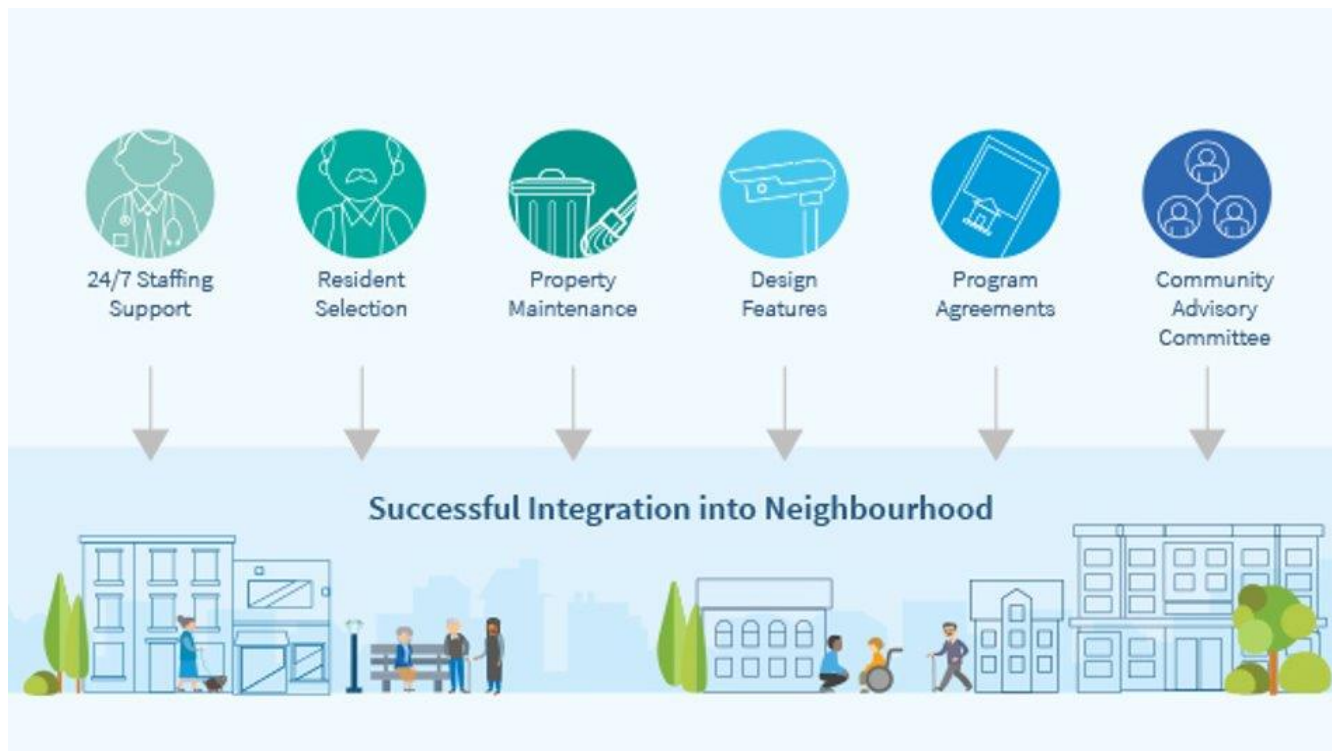 24/7 Staffing
Support
Resident
Selection
Property
Maintenance
Design
Features
Program
Agreements
Community
Advisory
Committee
Successful Integration into Neighbourhood